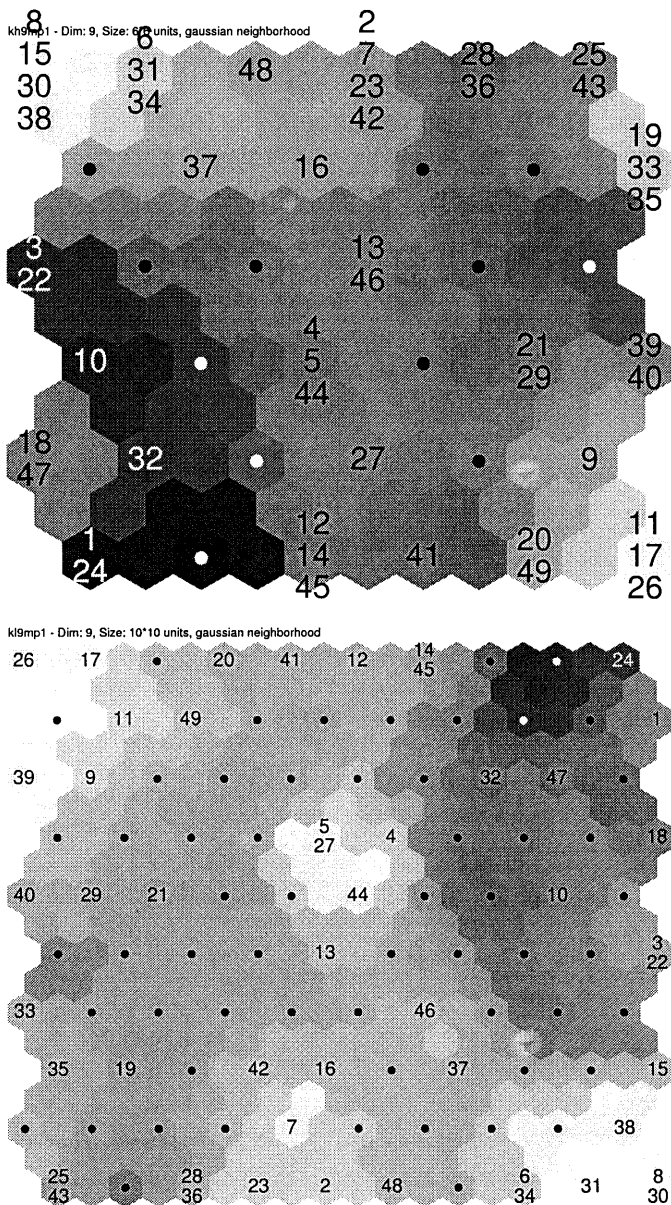 8 2
kh9mp1 - Dim: 9, Size: 6*6 units, gaussian neighborhood
6
15 7 28 25
31 48
30 23 36 43
34
38 42
19
37 16 33
35
3 13
22 46
4
21 39
10 5
29 40
44
18
32 27 9
47
12 11
1 20
14 41 17
24 49
45 26
kl9mp1 - Dim: 9, Size: 10*10 units, gaussian neighborhood
14
26 17 20 41 12 24
45
11 49 1
39 9 32 47
5
4 18
27
40 29 21 44 10
3
13
22
33 46
35 19 42 16 37 15
7 38
25 28 6 8
23 2 48 31
43 36 34 30